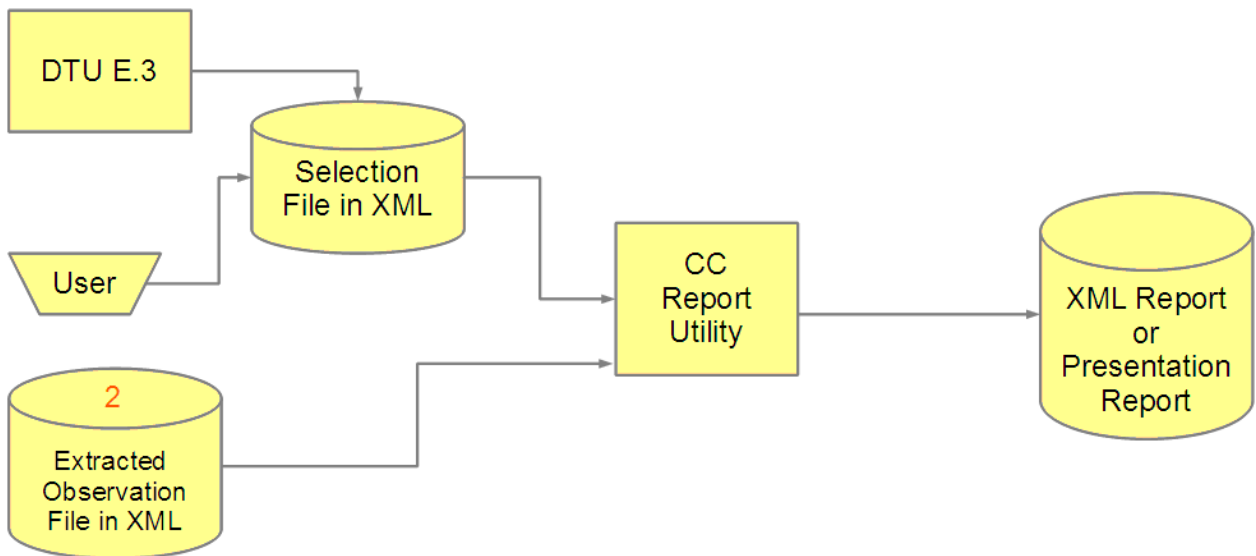 DTU E.3
Selection
File in XML
User
CC
Report
Utility
XML Report
or
Presentation
Report
2
Extracted
Observation
File in XML